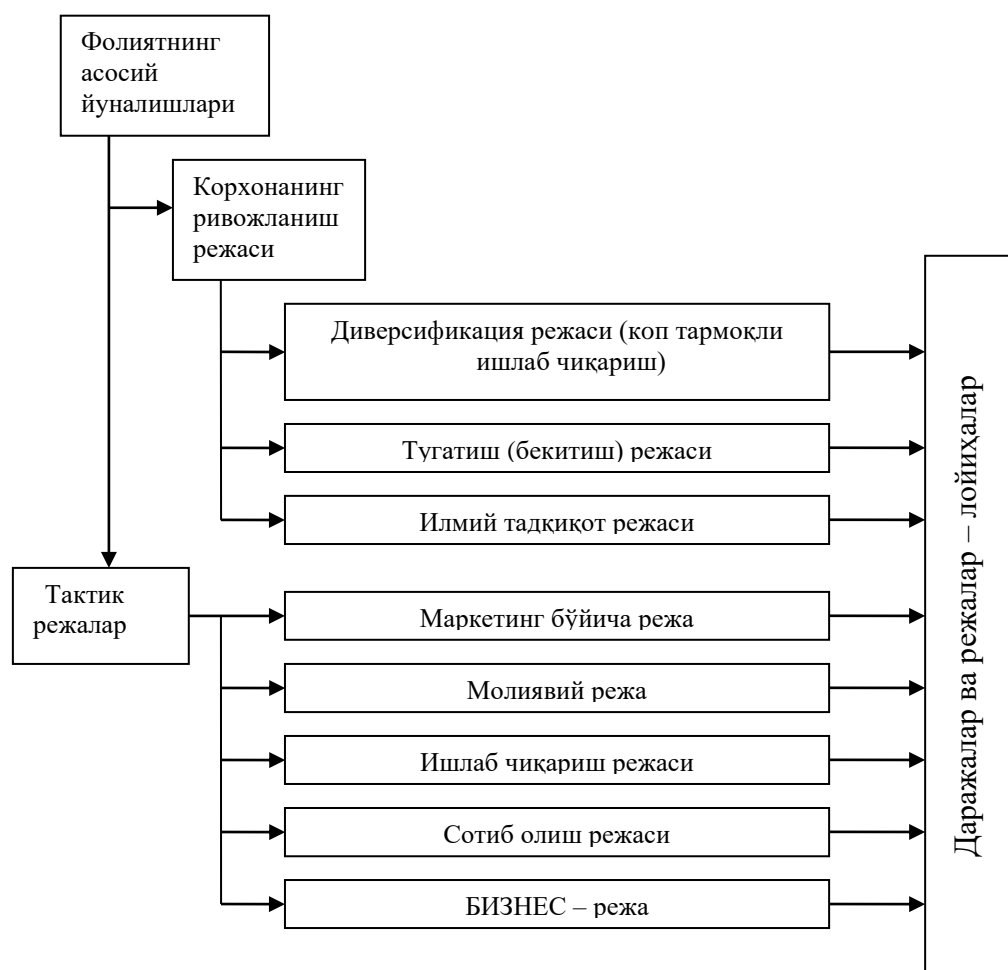 Фолиятнинг
асосий
йуналишлари
Корхонанинг
ривожланиш
режаси
Диверсификация режаси (коп тармоқли
ишлаб чиқариш)
Тугатиш (бекитиш) режаси
Илмий тадқиқот режаси
Тактик
режалар
Маркетинг бўйича режа
Молиявий режа
Ишлаб чиқариш режаси
Сотиб олиш режаси
БИЗНЕС – режа
Даражалар ва режалар – лойиҳалар